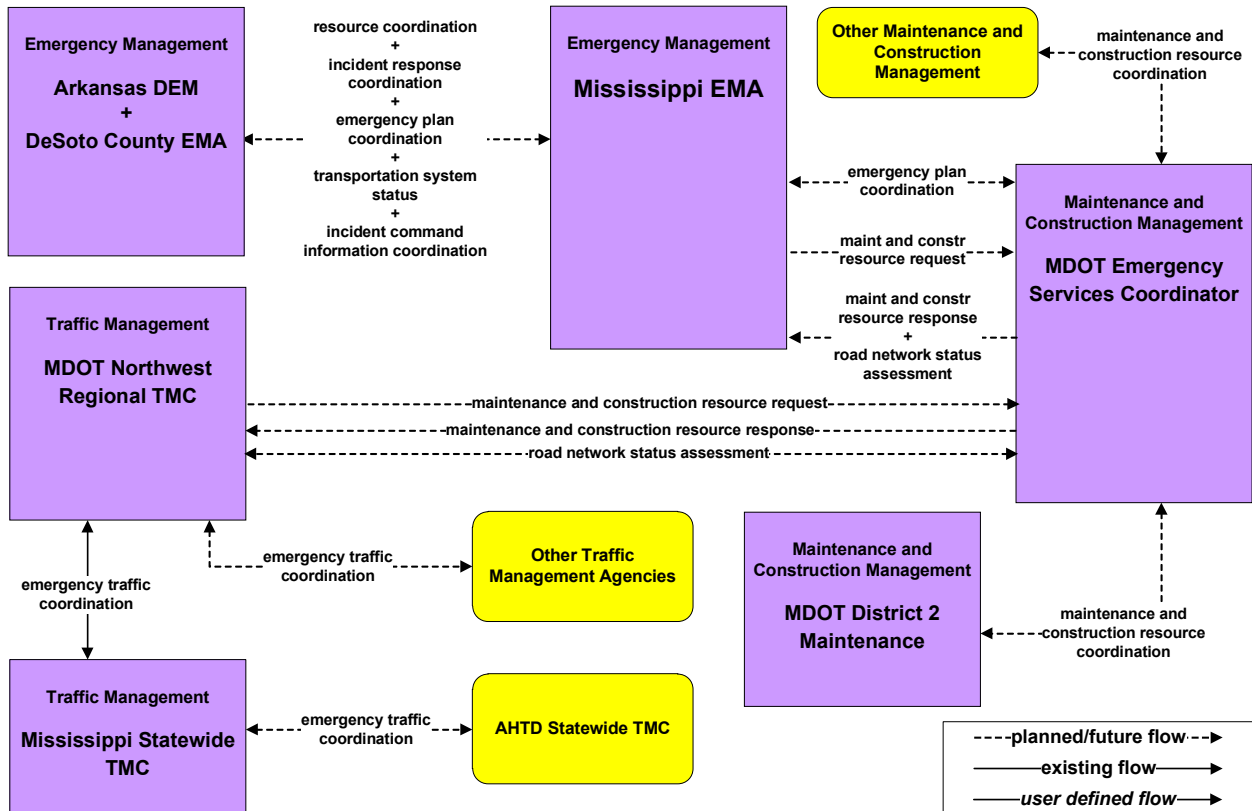 Emergency Management
Arkansas DEM
+
DeSoto County EMA
resource coordination
+
incident response
coordination
+
emergency plan
coordination
+
transportation system
status
+
incident command
information coordination
Emergency Management
Mississippi EMA
Other Maintenance and
Construction
Management
maintenance and
construction resource
coordination
emergency plan
coordination
maint and constr
resource request
maint and constr
resource response
+
road network status
assessment
Maintenance and
Construction Management
MDOT Emergency
Services Coordinator
Traffic Management
MDOT Northwest
Regional TMC
maintenance and construction resource request
maintenance and construction resource response
road network status assessment
emergency traffic
coordination
emergency traffic
coordination
Other Traffic
Management Agencies
Maintenance and
Construction Management
MDOT District 2
Maintenance
maintenance and
construction resource
coordination
Traffic Management
Mississippi Statewide
TMC
emergency traffic
coordination
AHTD Statewide TMC
planned/future flow
existing flow
user defined flow